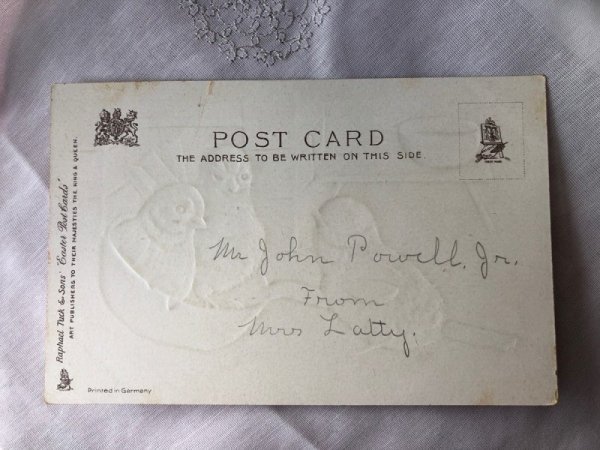 POST CARD
THE ADDRESS TO BE WRITTEN ON THIS SIDE.
Raphael Tuck & Sons' "Easter Post Cards"
ART PUBLISHERS TO THEIR MAJESTIES THE KING & QUEEN.
Mr John Powell, Jr.
From
Mrs Latty.
Printed in Germany